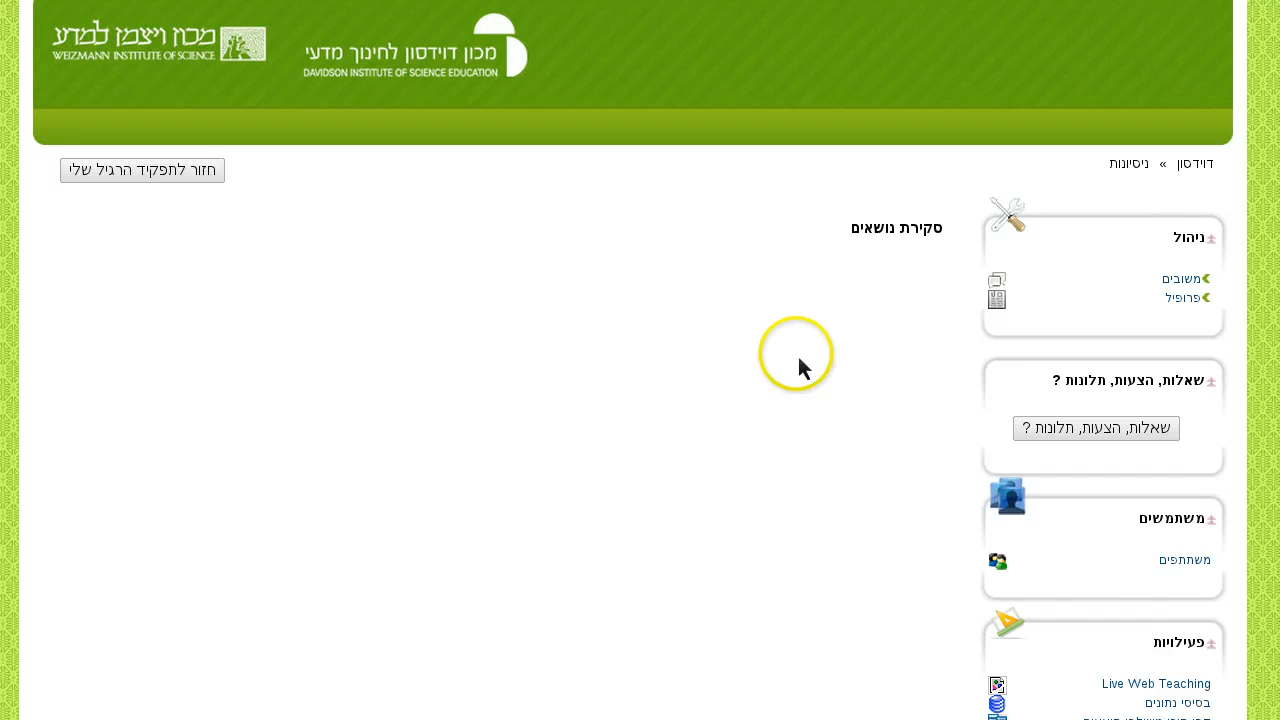 מכון ויצמן למדע
WEIZMANN INSTITUTE OF SCIENCE
מכון דוידסון לחינוך מדעי
DAVIDSON INSTITUTE OF SCIENCE EDUCATION
דוידסון » ניסיונות
חזור לתפקיד הרגיל שלי
ניהול
משובים
פרופיל
שאלות, הצעות, תלונות ?
שאלות, הצעות, תלונות ?
משתמשים
משתתפים
פעילויות
Live Web Teaching
בסיסי נתונים
סקירת נושאים